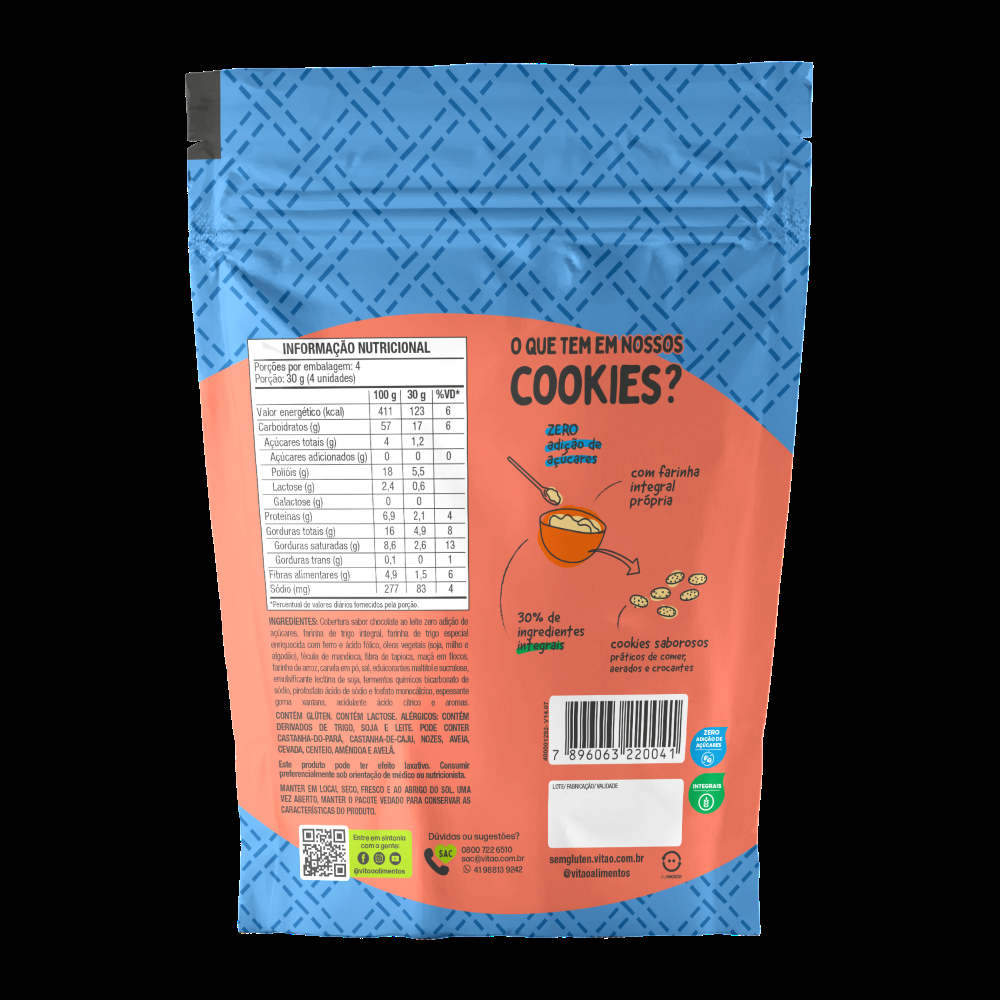 INFORMAÇÃO NUTRICIONAL
Porções por embalagem: 4
Porção: 30 g (4 unidades)
100 g 30 g %VD*
Valor energético (kcal) 411 123 6
Carboidratos (g) 57 17 6
Açúcares totais (g) 4 1,2
Açúcares adicionados (g) 0 0 0
Polióis (g) 18 5,5
Lactose (g) 2,4 0,6
Galactose (g) 0 0
Proteínas (g) 6,9 2,1 4
Gorduras totais (g) 16 4,9 8
Gorduras saturadas (g) 8,6 2,6 13
Gorduras trans (g) 0,1 0 1
Fibras alimentares (g) 4,9 1,5 6
Sódio (mg) 277 83 4
*Percentual de valores diários fornecidos pela porção.
INGREDIENTES: Cobertura sabor chocolate ao leite zero adição de
açúcares, farinha de trigo integral, farinha de trigo especial
enriquecida com ferro e ácido fólico, óleos vegetais (soja, milho e
algodão), fécula de mandioca, fibra de tapioca, maçã em flocos,
farinha de arroz, canela em pó, sal, edulcorantes maltitol e sucralose,
emulsificante lecitina de soja, fermentos químicos bicarbonato de
sódio, pirofosfato ácido de sódio e fosfato monocálcico, espessante
goma xantana, acidulante ácido cítrico e aromas.
CONTÉM GLÚTEN. CONTÉM LACTOSE. ALÉRGICOS: CONTÉM
DERIVADOS DE TRIGO, SOJA E LEITE. PODE CONTER
CASTANHA-DO-PARÁ, CASTANHA-DE-CAJU, NOZES, AVEIA,
CEVADA, CENTEIO, AMÊNDOA E AVELÃ.
Este produto pode ter efeito laxativo. Consumir
preferencialmente sob orientação de médico ou nutricionista.
MANTER EM LOCAL SECO, FRESCO E AO ABRIGO DO SOL. UMA
VEZ ABERTO, MANTER O PACOTE VEDADO PARA CONSERVAR AS
CARACTERÍSTICAS DO PRODUTO.
Entre em sintonia
com a gente:
@vitaoalimentos
Dúvidas ou sugestões?
SAC
0800 722 6510
sac@vitao.com.br
41 98813 9242
O QUE TEM EM NOSSOS
COOKIES?
ZERO
adição de
açúcares
com farinha
integral
própria
30% de
ingredientes
integrais
cookies saborosos
práticos de comer,
aerados e crocantes
400001292 V14.07
7 896063 220041
ZERO
ADIÇÃO DE
AÇÚCARES
INTEGRAIS
LOTE/ FABRICAÇÃO/ VALIDADE
semgluten.vitao.com.br
@vitaoalimentos
eureciclo